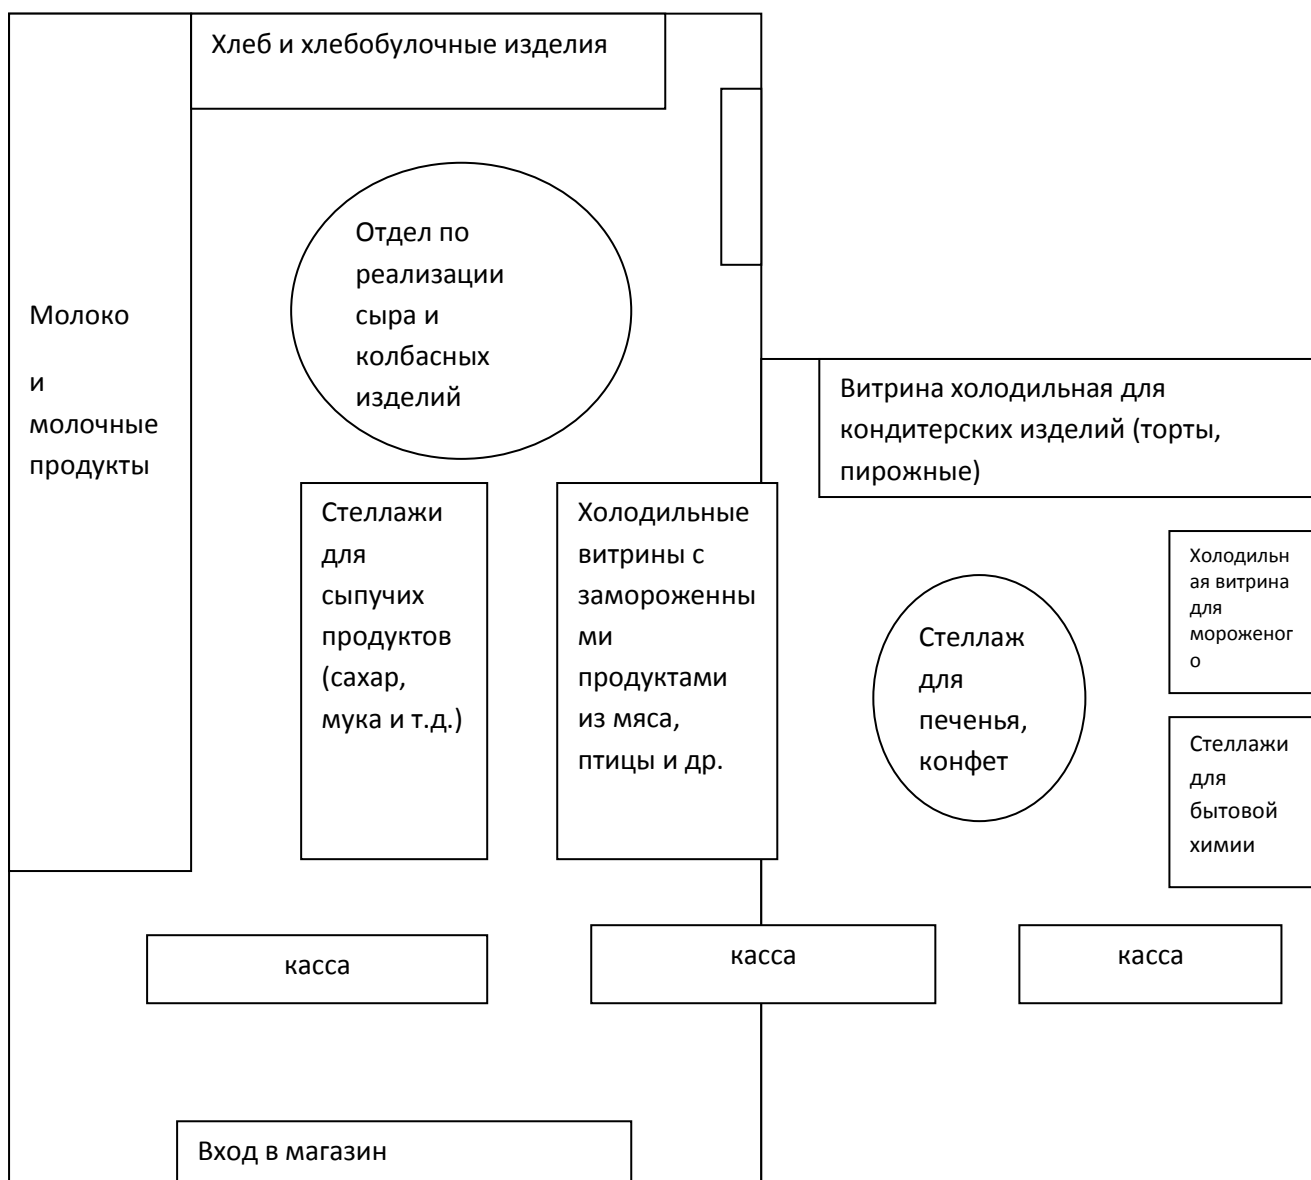 Хлеб и хлебобулочные изделия
Отдел по
реализации
сыра и
колбасных
изделий
Молоко
и
молочные
продукты
Витрина холодильная для
кондитерских изделий (торты,
пирожные)
Стеллажи
для
сыпучих
продуктов
(сахар,
мука и т.д.)
Холодильные
витрины с
замороженны
ми
продуктами
из мяса,
птицы и др.
Стеллаж
для
печенья,
конфет
Холодильн
ая витрина
для
мороженог
о
Стеллажи
для
бытовой
химии
касса
касса
касса
Вход в магазин